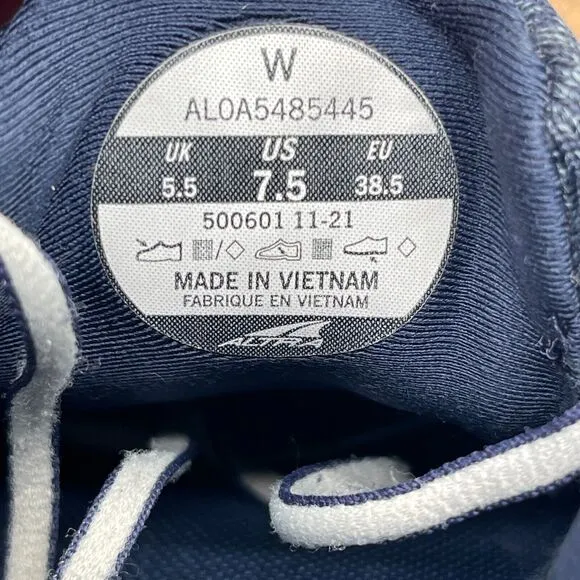 W
AL0A5485445
UK US EU
5.5 7.5 38.5
500601 11-21
/
MADE IN VIETNAM
FABRIQUE EN VIETNAM
ALTRA